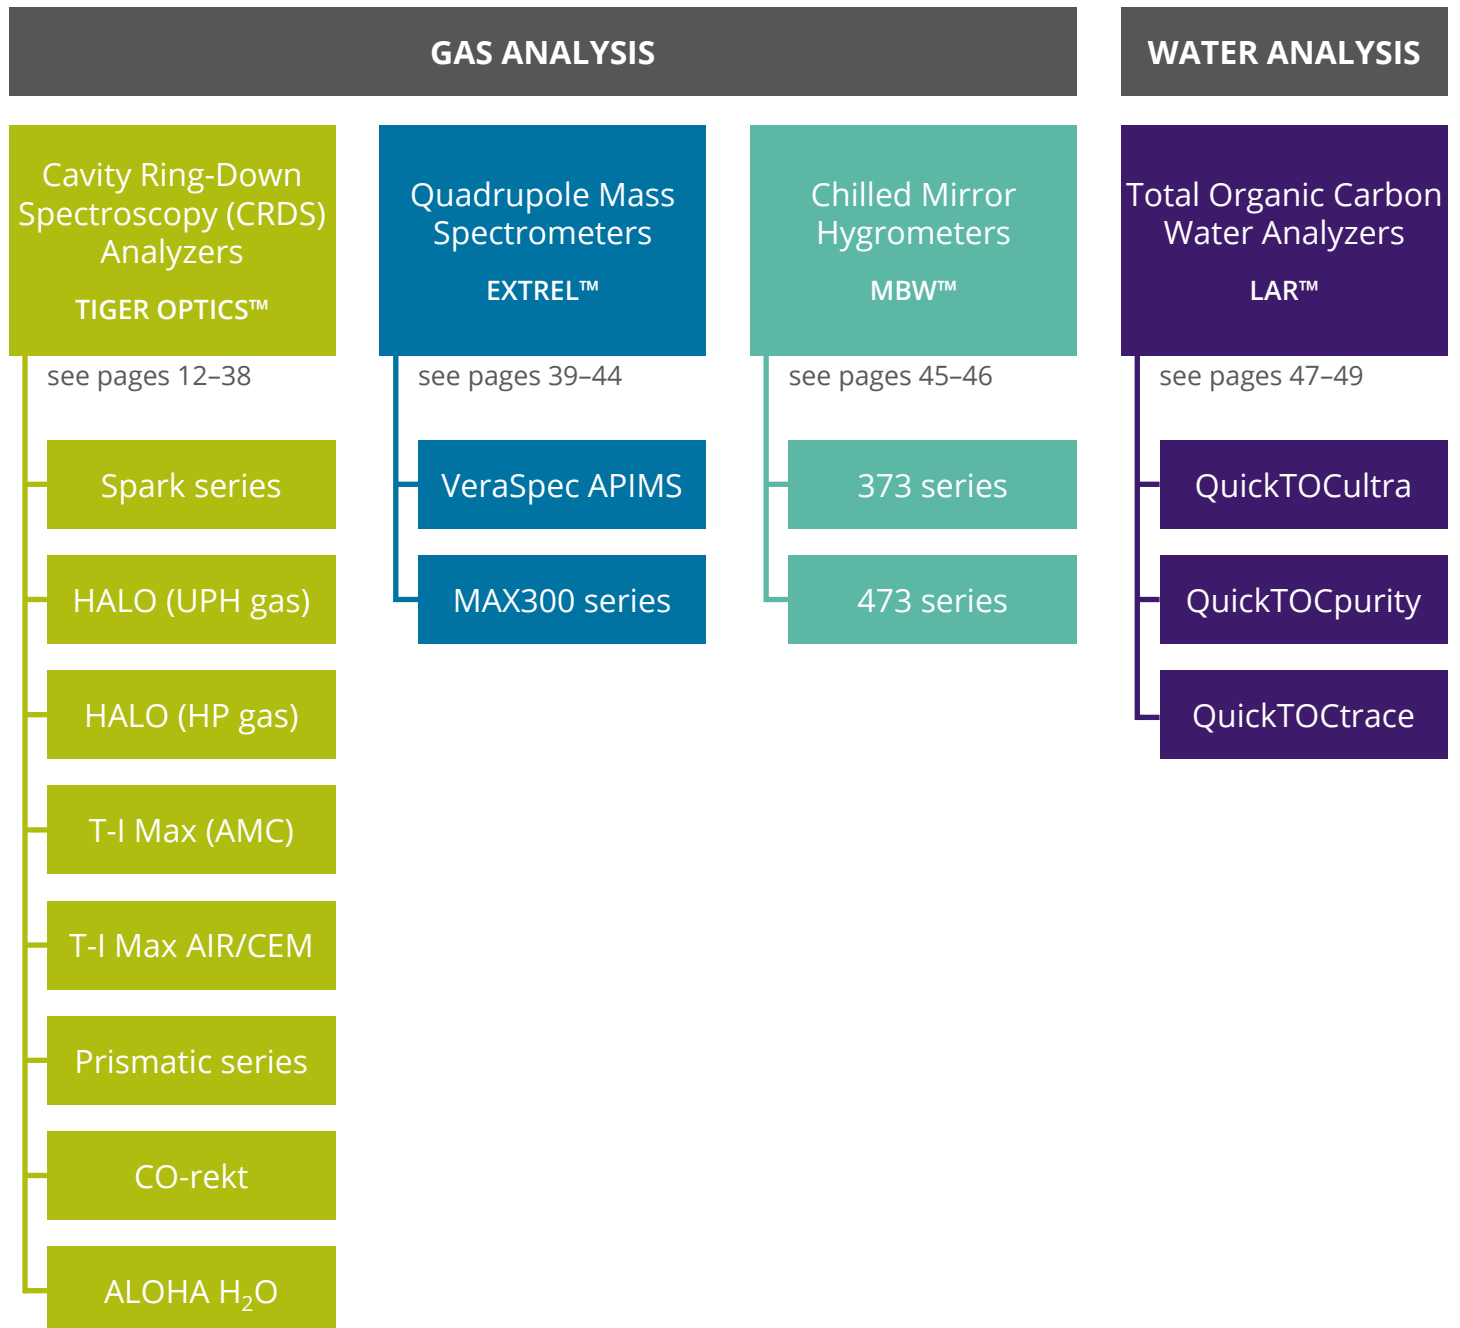 GAS ANALYSIS
WATER ANALYSIS
Cavity Ring-Down
Spectroscopy (CRDS)
Analyzers
TIGER OPTICS™
see pages 12–38
Spark series
HALO (UPH gas)
HALO (HP gas)
T-I Max (AMC)
T-I Max AIR/CEM
Prismatic series
CO-rekt
ALOHA H₂O
Quadrupole Mass
Spectrometers
EXTREL™
see pages 39–44
VeraSpec APIMS
MAX300 series
Chilled Mirror
Hygrometers
MBW™
see pages 45–46
373 series
473 series
Total Organic Carbon
Water Analyzers
LAR™
see pages 47–49
QuickTOCultra
QuickTOCpurity
QuickTOCtrace